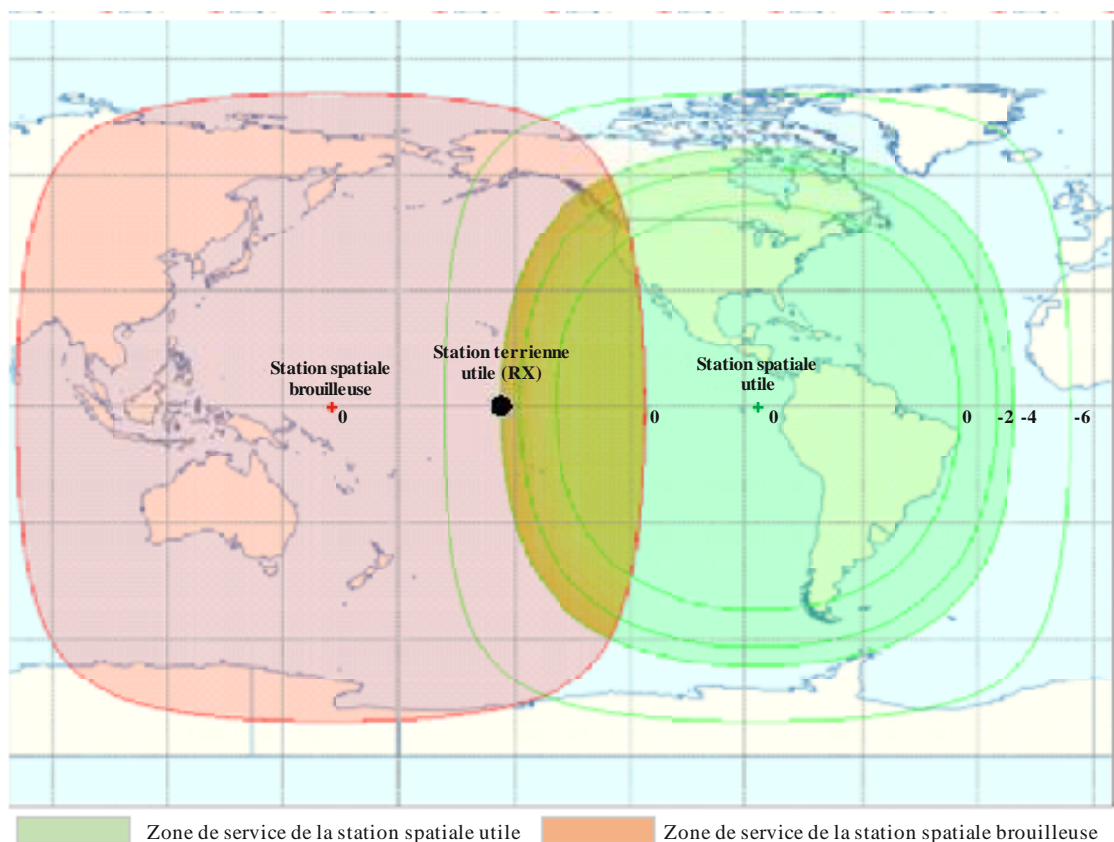 Station terrienne
utile (RX)
Station spatiale
brouilleuse
Station spatiale
utile
0
0
0
0
-2
-4
-6
Zone de service de la station spatiale utile
Zone de service de la station spatiale brouilleuse